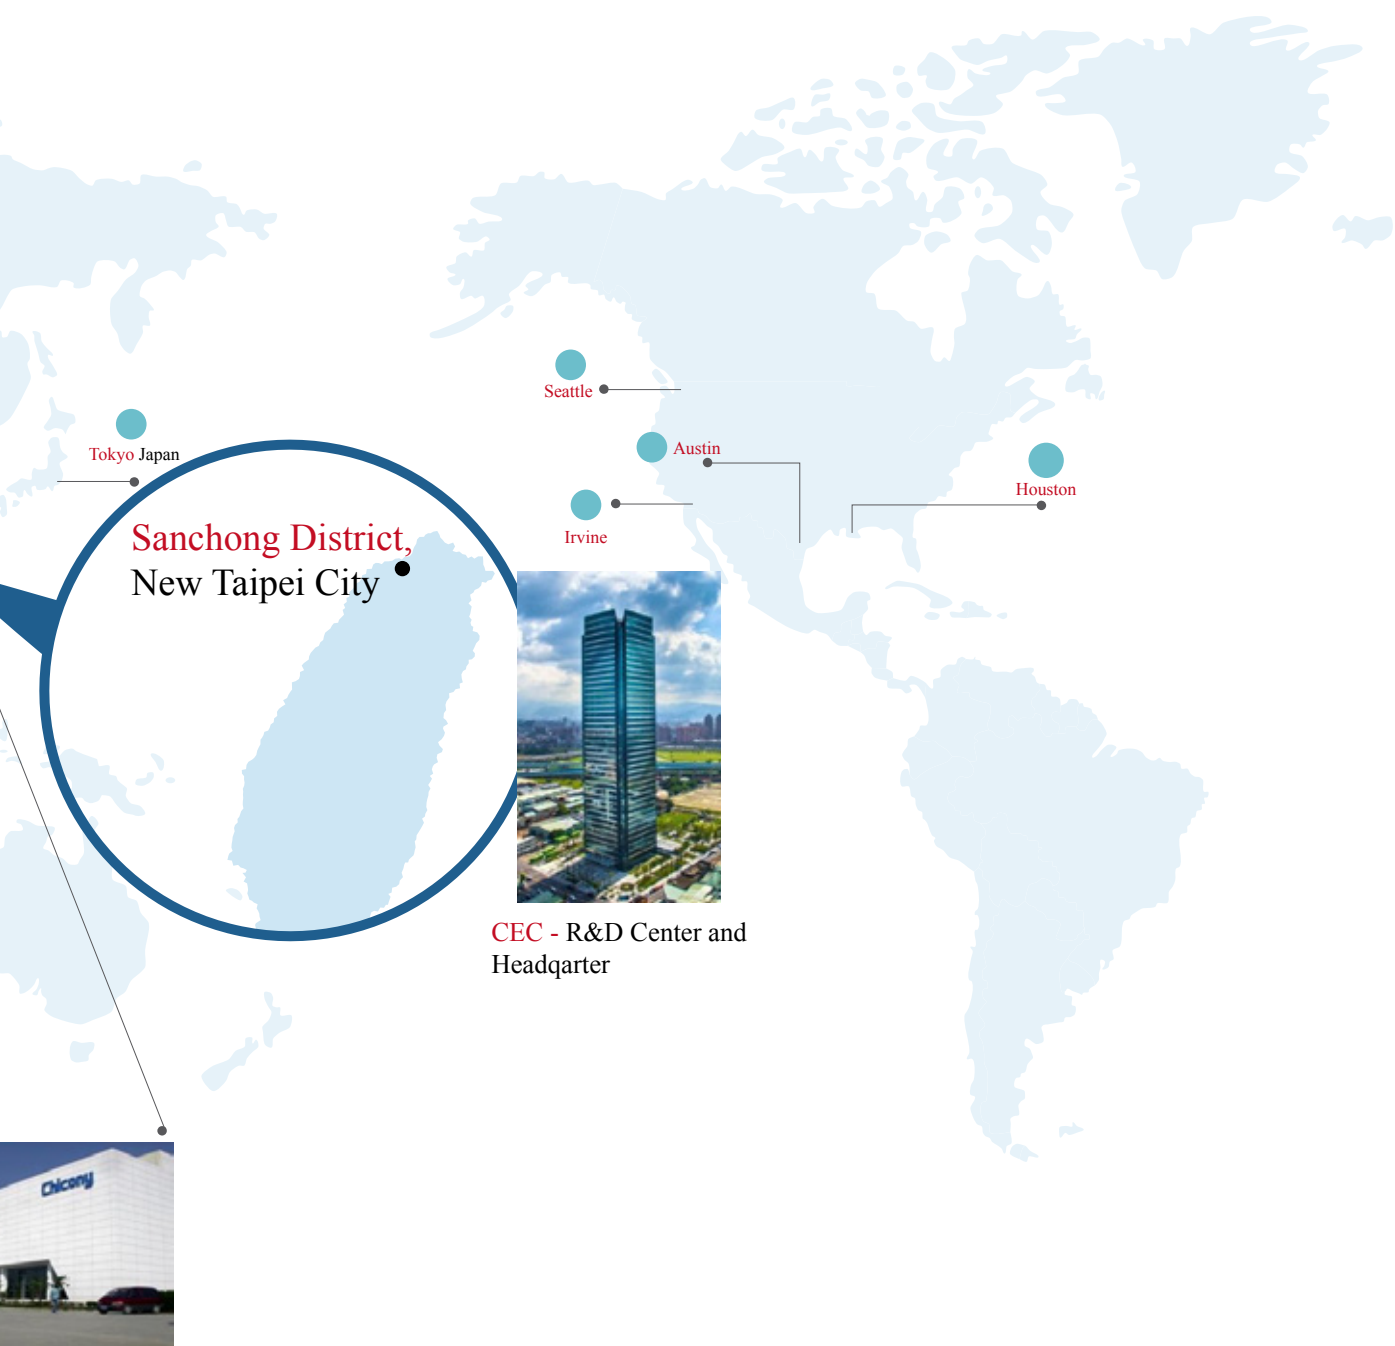 Seattle
Austin
Tokyo Japan
Houston
Irvine
Sanchong District,
New Taipei City
CEC - R&D Center and
Headqarter
Chicony